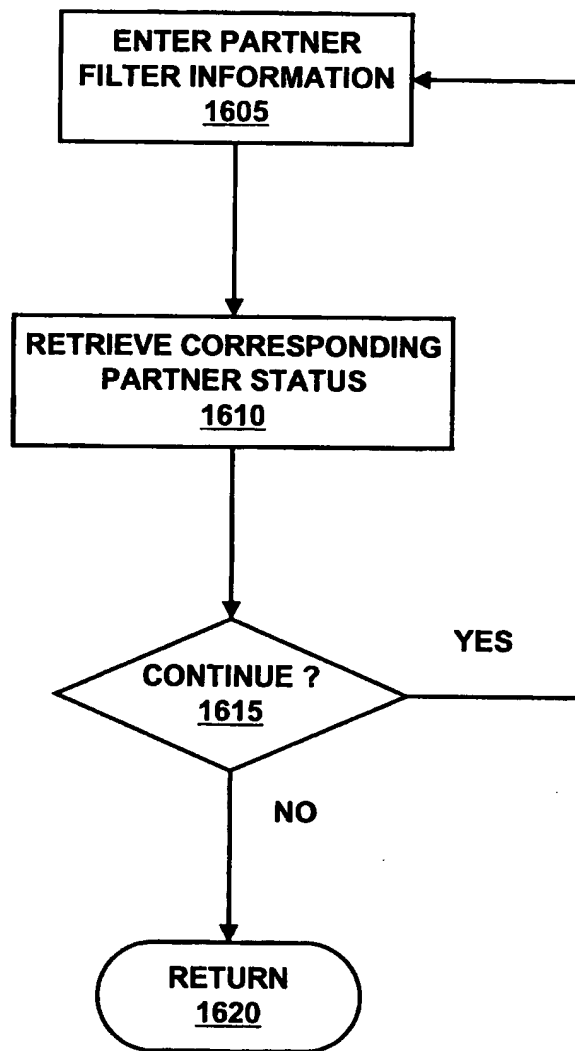 ENTER PARTNER
FILTER INFORMATION
1605
RETRIEVE CORRESPONDING
PARTNER STATUS
1610
CONTINUE ?
1615
YES
NO
RETURN
1620